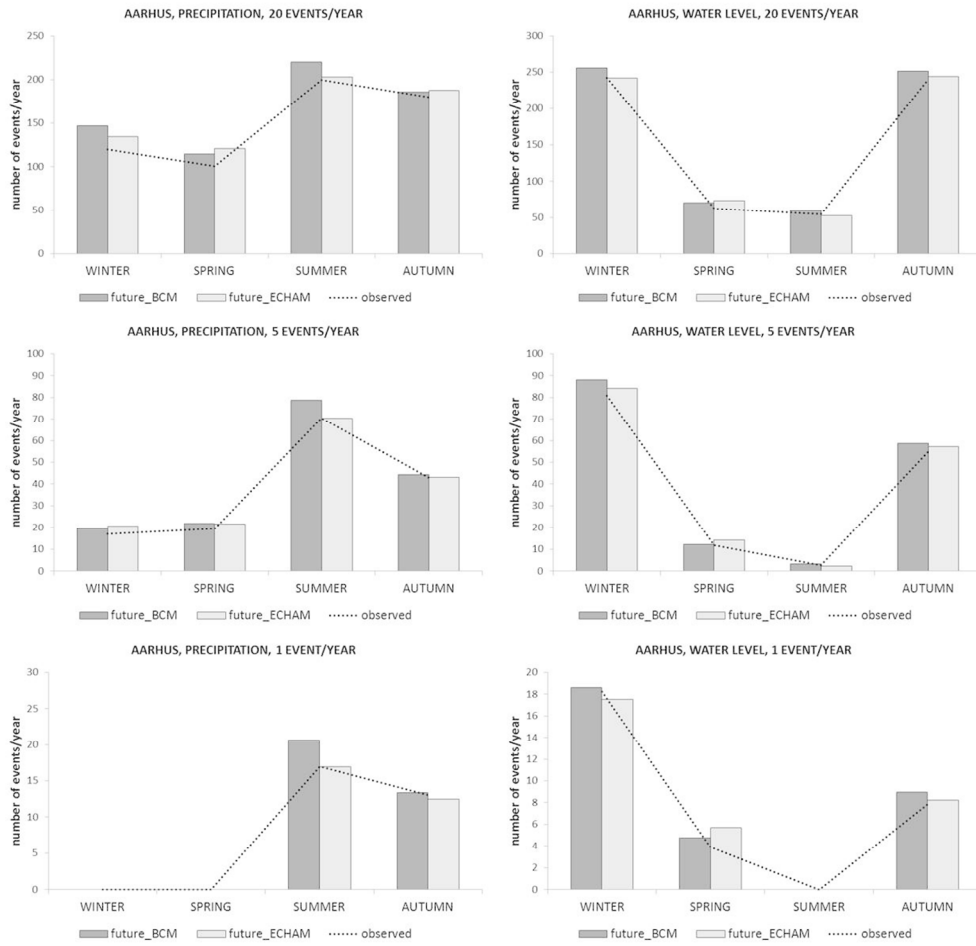 AARHUS, PRECIPITATION, 20 EVENTS/YEAR
number of events/year
250
200
150
100
50
0
WINTER SPRING SUMMER AUTUMN
future_BCM future_ECHAM observed
AARHUS, WATER LEVEL, 20 EVENTS/YEAR
number of events/year
300
250
200
150
100
50
0
WINTER SPRING SUMMER AUTUMN
future_BCM future_ECHAM observed
AARHUS, PRECIPITATION, 5 EVENTS/YEAR
number of events/year
100
90
80
70
60
50
40
30
20
10
0
WINTER SPRING SUMMER AUTUMN
future_BCM future_ECHAM observed
AARHUS, WATER LEVEL, 5 EVENTS/YEAR
number of events/year
100
90
80
70
60
50
40
30
20
10
0
WINTER SPRING SUMMER AUTUMN
future_BCM future_ECHAM observed
AARHUS, PRECIPITATION, 1 EVENT/YEAR
number of events/year
30
25
20
15
10
5
0
WINTER SPRING SUMMER AUTUMN
future_BCM future_ECHAM observed
AARHUS, WATER LEVEL, 1 EVENT/YEAR
number of events/year
20
18
16
14
12
10
8
6
4
2
0
WINTER SPRING SUMMER AUTUMN
future_BCM future_ECHAM observed